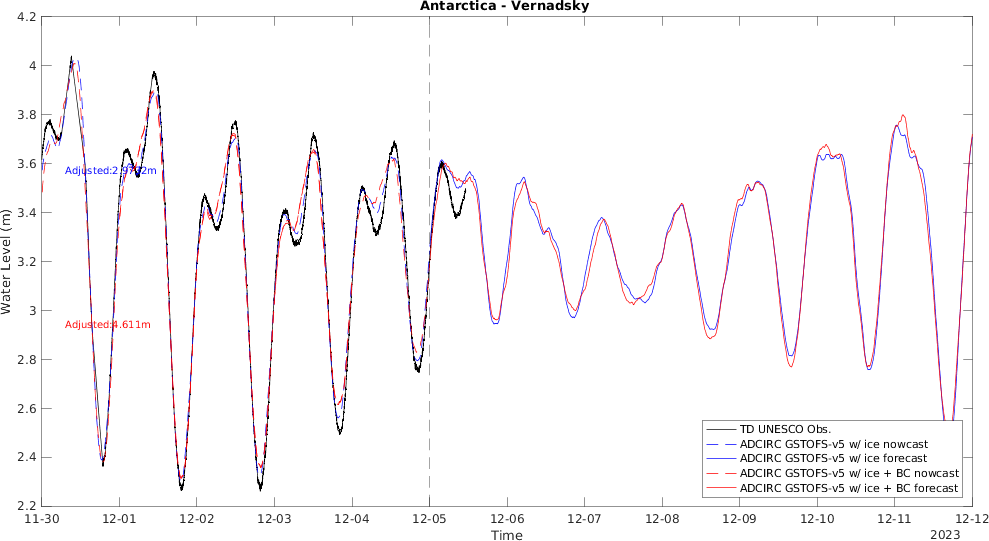 Antarctica - Vernadsky
4.2
4
3.8
3.6
3.4
3.2
3
2.8
2.6
2.4
2.2
Water Level (m)
Adjusted:4.611m
TD UNESCO Obs.
ADCIRC GSTOFS-v5 w/ ice nowcast
ADCIRC GSTOFS-v5 w/ ice forecast
ADCIRC GSTOFS-v5 w/ ice + BC nowcast
ADCIRC GSTOFS-v5 w/ ice + BC forecast
11-30 12-01 12-02 12-03 12-04 12-05 12-06 12-07 12-08 12-09 12-10 12-11 12-12
Time
2023